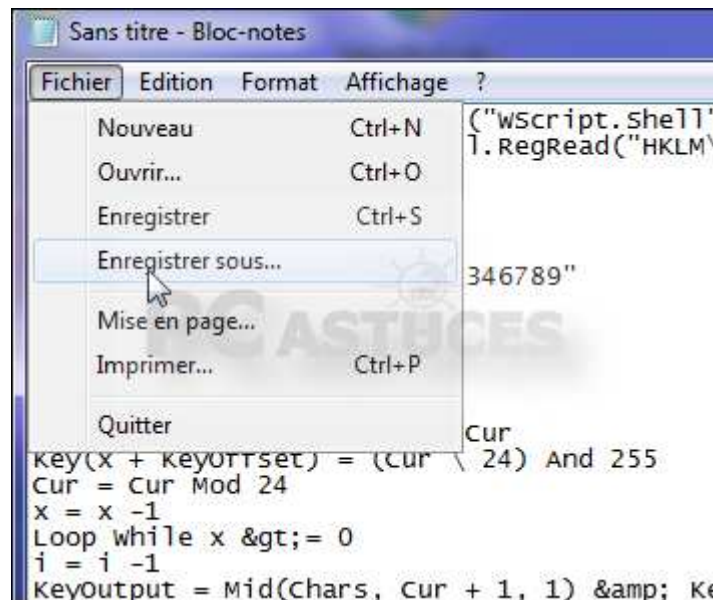 Sans titre - Bloc-notes
Fichier Edition Format Affichage ?
Nouveau Ctrl+N
("WScript.Shell"
l.RegRead("HKLM\
Ouvrir... Ctrl+O
Enregistrer Ctrl+S
Enregistrer sous...
346789"
PC ASTUCES
Mise en page...
Imprimer... Ctrl+P
Quitter
Cur
Key(x + KeyOffset) = (Cur \ 24) And 255
Cur = Cur Mod 24
x = x -1
Loop While x &gt;= 0
i = i -1
KeyOutput = Mid(Chars, Cur + 1, 1) &amp; Ke